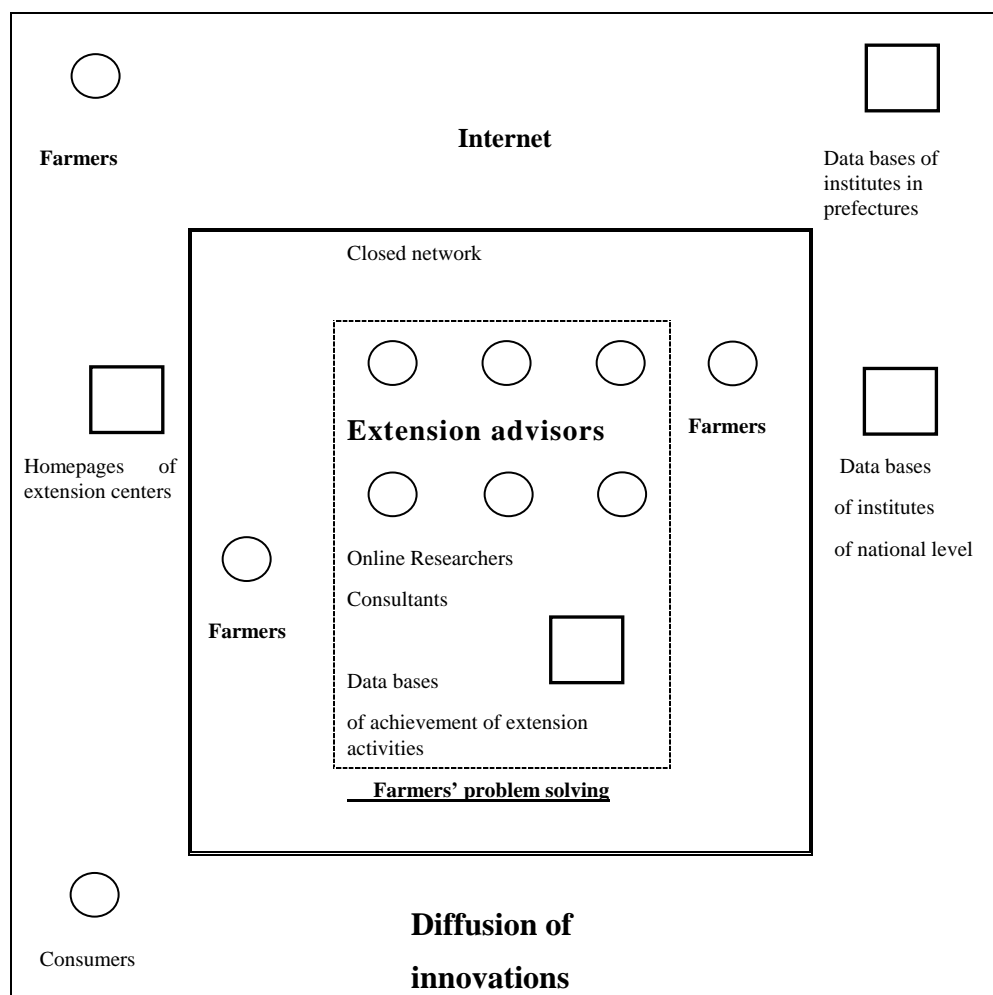 Internet
Farmers
Data bases of
institutes in
prefectures
Closed network
Extension advisors
Farmers
Homepages of
extension centers
Data bases
of institutes
of national level
Online Researchers
Consultants
Farmers
Data bases
of achievement of extension
activities
Farmers’ problem solving
Diffusion of
innovations
Consumers